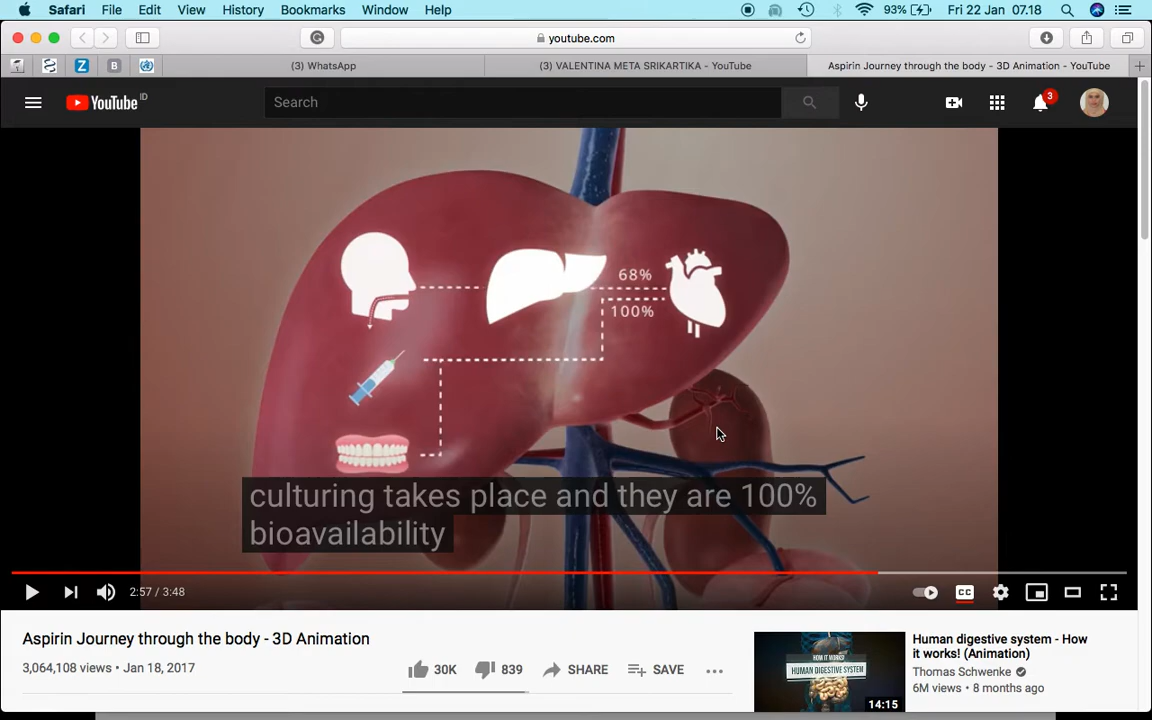 Safari File Edit View History Bookmarks Window Help 93% Fri 22 Jan 07.18
youtube.com
Z B (3) WhatsApp (3) VALENTINA META SRIKARTIKA - YouTube Aspirin Journey through the body - 3D Animation - YouTube
YouTube ID Search 3
68%
100%
culturing takes place and they are 100%
bioavailability
2:57 / 3:48 CC
Aspirin Journey through the body - 3D Animation
3,064,108 views • Jan 18, 2017 30K 839 SHARE SAVE
HOW IT WORKS!
HUMAN DIGESTIVE SYSTEM
14:15
Human digestive system - How
it works! (Animation)
Thomas Schwenke
6M views • 8 months ago